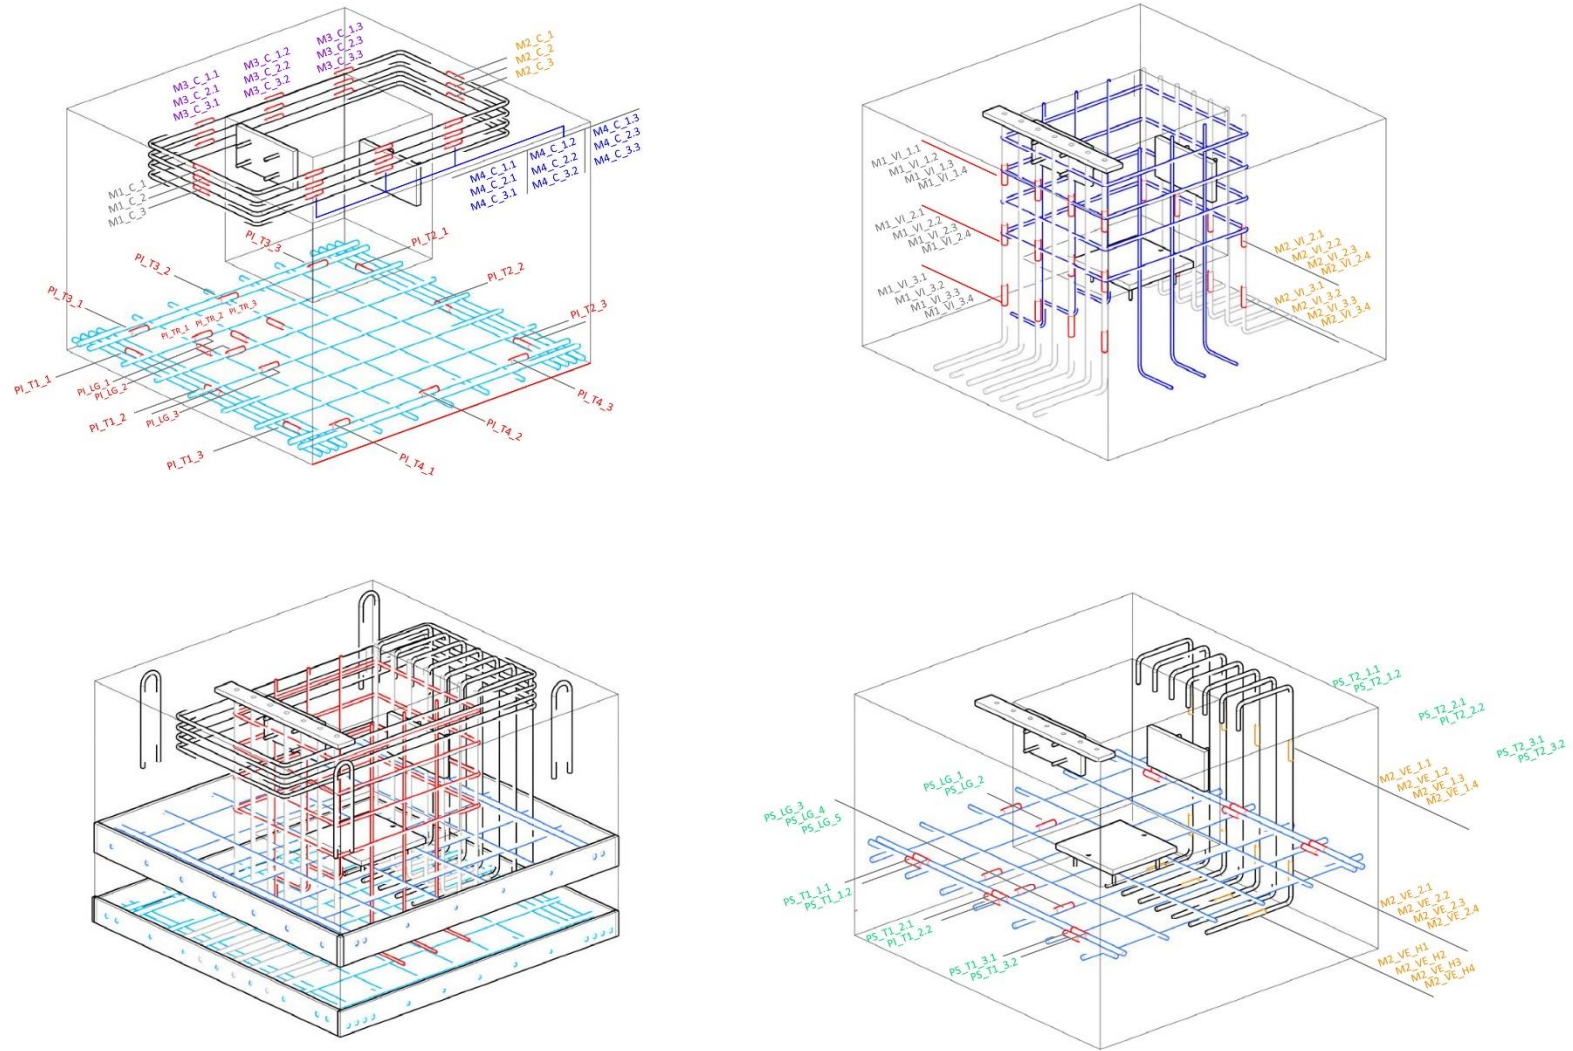 M3_C_1.1
M3_C_2.1
M3_C_3.1
M3_C_1.2
M3_C_2.2
M3_C_3.2
M3_C_1.3
M3_C_2.3
M3_C_3.3
M2_C_1
M2_C_2
M2_C_3
M4_C_1.1
M4_C_2.1
M4_C_3.1
M4_C_1.2
M4_C_2.2
M4_C_3.2
M4_C_1.3
M4_C_2.3
M4_C_3.3
M1_C_1
M1_C_2
M1_C_3
PI_T3_3
PI_T2_1
PI_T3_2
PI_T2_2
PI_T3_1
PI_TR_1
PI_TR_2
PI_TR_3
PI_T2_3
PI_T1_1
PI_LG_1
PI_LG_2
PI_T1_2
PI_LG_3
PI_T1_3
PI_T4_1
PI_T4_2
PI_T4_3
M1_VI_1.1
M1_VI_1.2
M1_VI_1.3
M1_VI_1.4
M1_VI_2.1
M1_VI_2.2
M1_VI_2.3
M1_VI_2.4
M1_VI_3.1
M1_VI_3.2
M1_VI_3.3
M1_VI_3.4
M2_VI_2.1
M2_VI_2.2
M2_VI_2.3
M2_VI_2.4
M2_VI_3.1
M2_VI_3.2
M2_VI_3.3
M2_VI_3.4
PS_T2_1.1
PS_T2_1.2
PS_T2_2.1
PI_T2_2.2
PS_T2_3.1
PS_T2_3.2
M2_VE_1.1
M2_VE_1.2
M2_VE_1.3
M2_VE_1.4
PS_LG_1
PS_LG_2
PS_LG_3
PS_LG_4
PS_LG_5
PS_T1_1.1
PS_T1_1.2
PS_T1_2.1
PI_T1_2.2
PS_T1_3.1
PS_T1_3.2
M2_VE_2.1
M2_VE_2.2
M2_VE_2.3
M2_VE_2.4
M2_VE_H1
M2_VE_H2
M2_VE_H3
M2_VE_H4